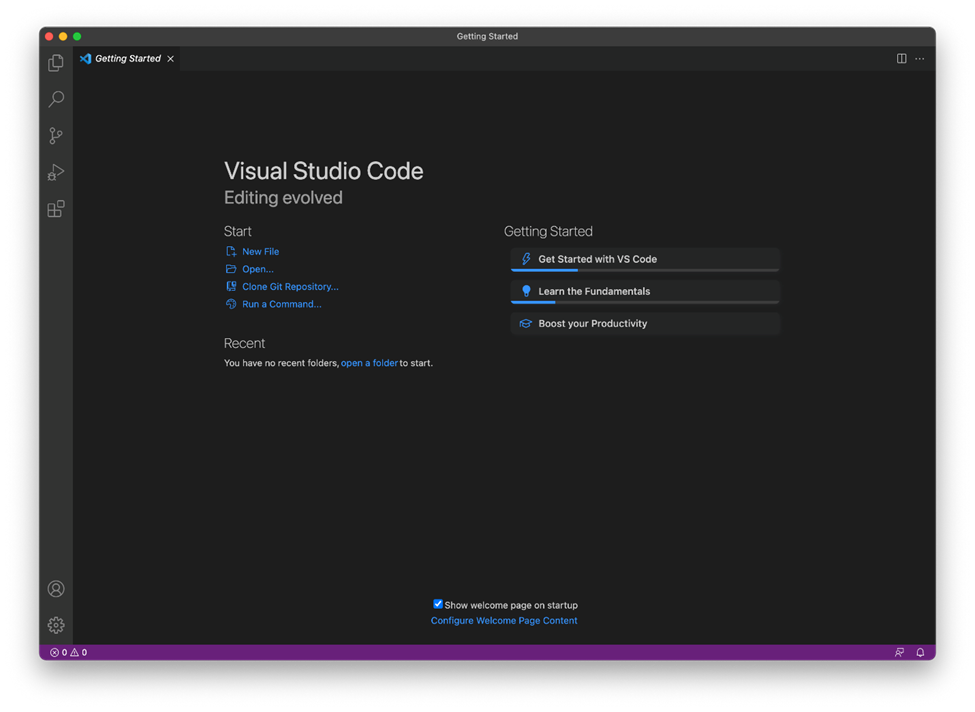 Getting Started
Getting Started
Visual Studio Code
Editing evolved
Start
New File
Open...
Clone Git Repository...
Run a Command...
Recent
You have no recent folders, open a folder to start.
Getting Started
Get Started with VS Code
Learn the Fundamentals
Boost your Productivity
Show welcome page on startup
Configure Welcome Page Content
0 0